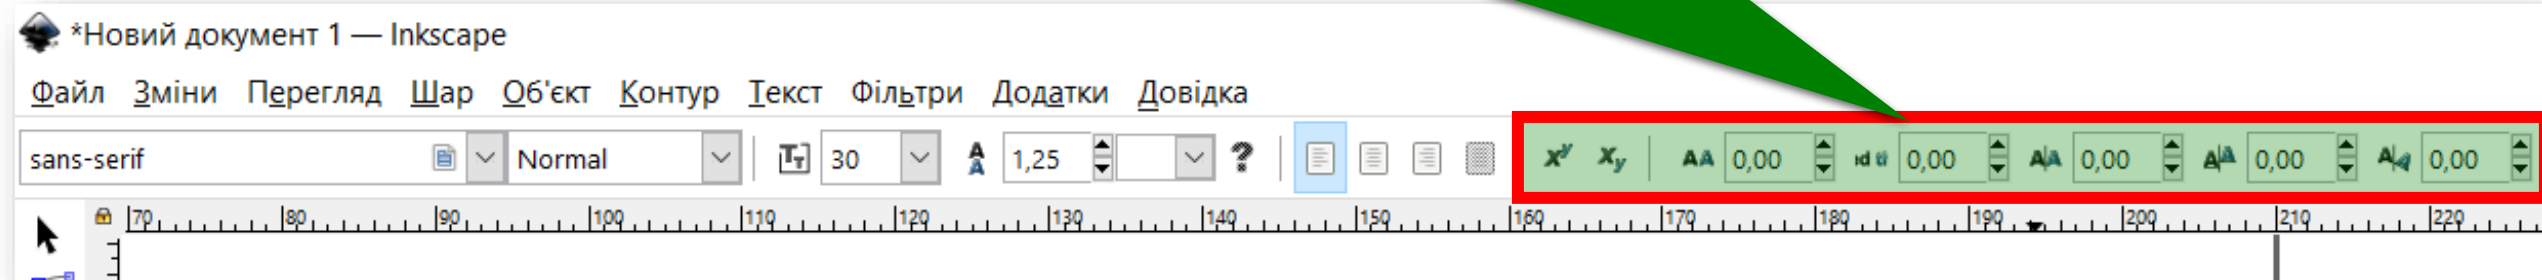 *Новий документ 1 — Inkscape
Файл Зміни Перегляд Шар Об'єкт Контур Текст Фільтри Додатки Довідка
sans-serif Normal 30 1,25 ? 0,00 0,00 0,00 0,00 0,00
70 80 90 100 110 120 130 140 150 160 170 180 190 200 210 220